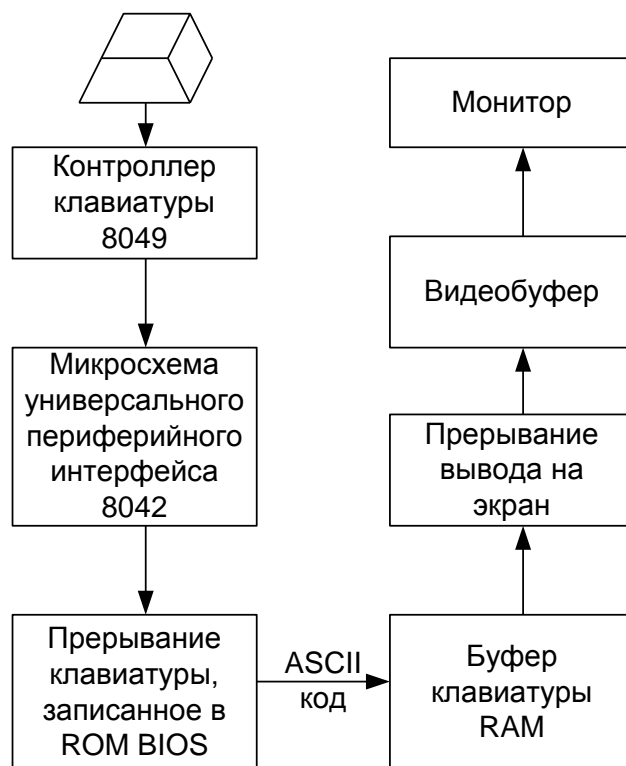 Контроллер
клавиатуры
8049
Микросхема
универсального
периферийного
интерфейса
8042
Прерывание
клавиатуры,
записанное в
ROM BIOS
ASCII
код
Буфер
клавиатуры
RAM
Прерывание
вывода на
экран
Видеобуфер
Монитор